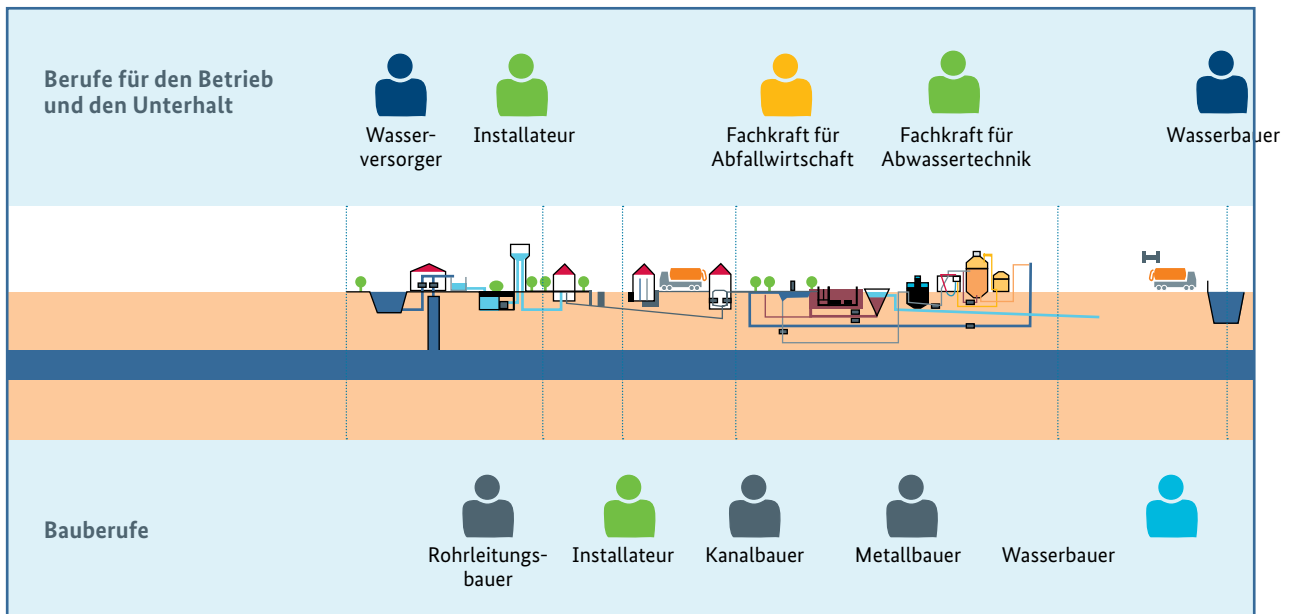 Berufe für den Betrieb
und den Unterhalt
Wasser-
versorger
Installateur
Fachkraft für
Abfallwirtschaft
Fachkraft für
Abwassertechnik
Wasserbauer
Bauberufe
Rohrleitungs-
bauer
Installateur
Kanalbauer
Metallbauer
Wasserbauer